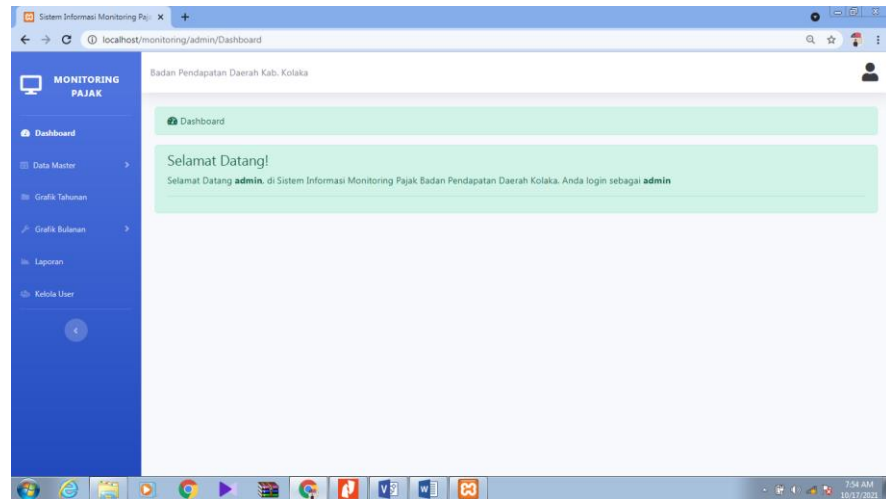 Sistem Informasi Monitoring Paj
localhost/monitoring/admin/Dashboard
MONITORING
PAJAK
Badan Pendapatan Daerah Kab. Kolaka
Dashboard
Dashboard
Selamat Datang!
Selamat Datang admin, di Sistem Informasi Monitoring Pajak Badan Pendapatan Daerah Kolaka. Anda login sebagai admin
Data Master
Grafik Tahunan
Grafik Bulanan
Laporan
Kelola User
7:54 AM
10/17/2021